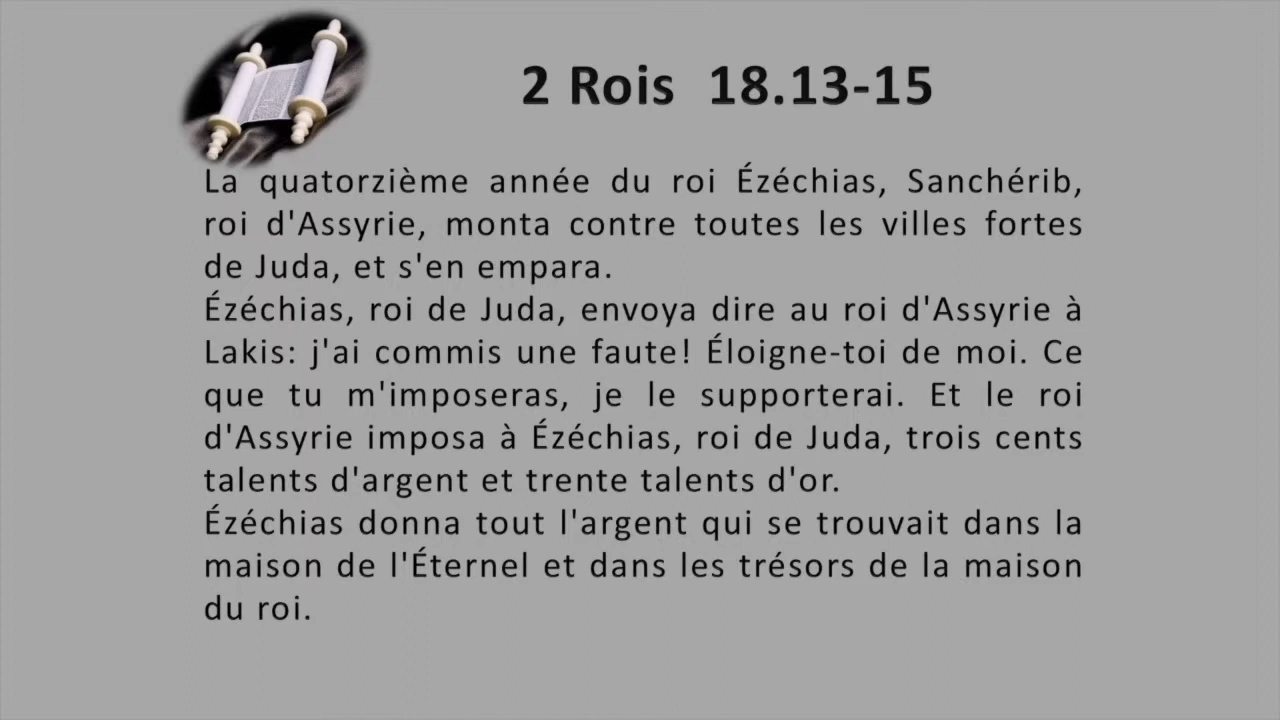 2 Rois 18.13-15
La quatorzième année du roi Ézéchias, Sanchérib,
roi d'Assyrie, monta contre toutes les villes fortes
de Juda, et s'en empara.
Ézéchias, roi de Juda, envoya dire au roi d'Assyrie à
Lakis: j'ai commis une faute! Éloigne-toi de moi. Ce
que tu m'imposeras, je le supporterai. Et le roi
d'Assyrie imposa à Ézéchias, roi de Juda, trois cents
talents d'argent et trente talents d'or.
Ézéchias donna tout l'argent qui se trouvait dans la
maison de l'Éternel et dans les trésors de la maison
du roi.